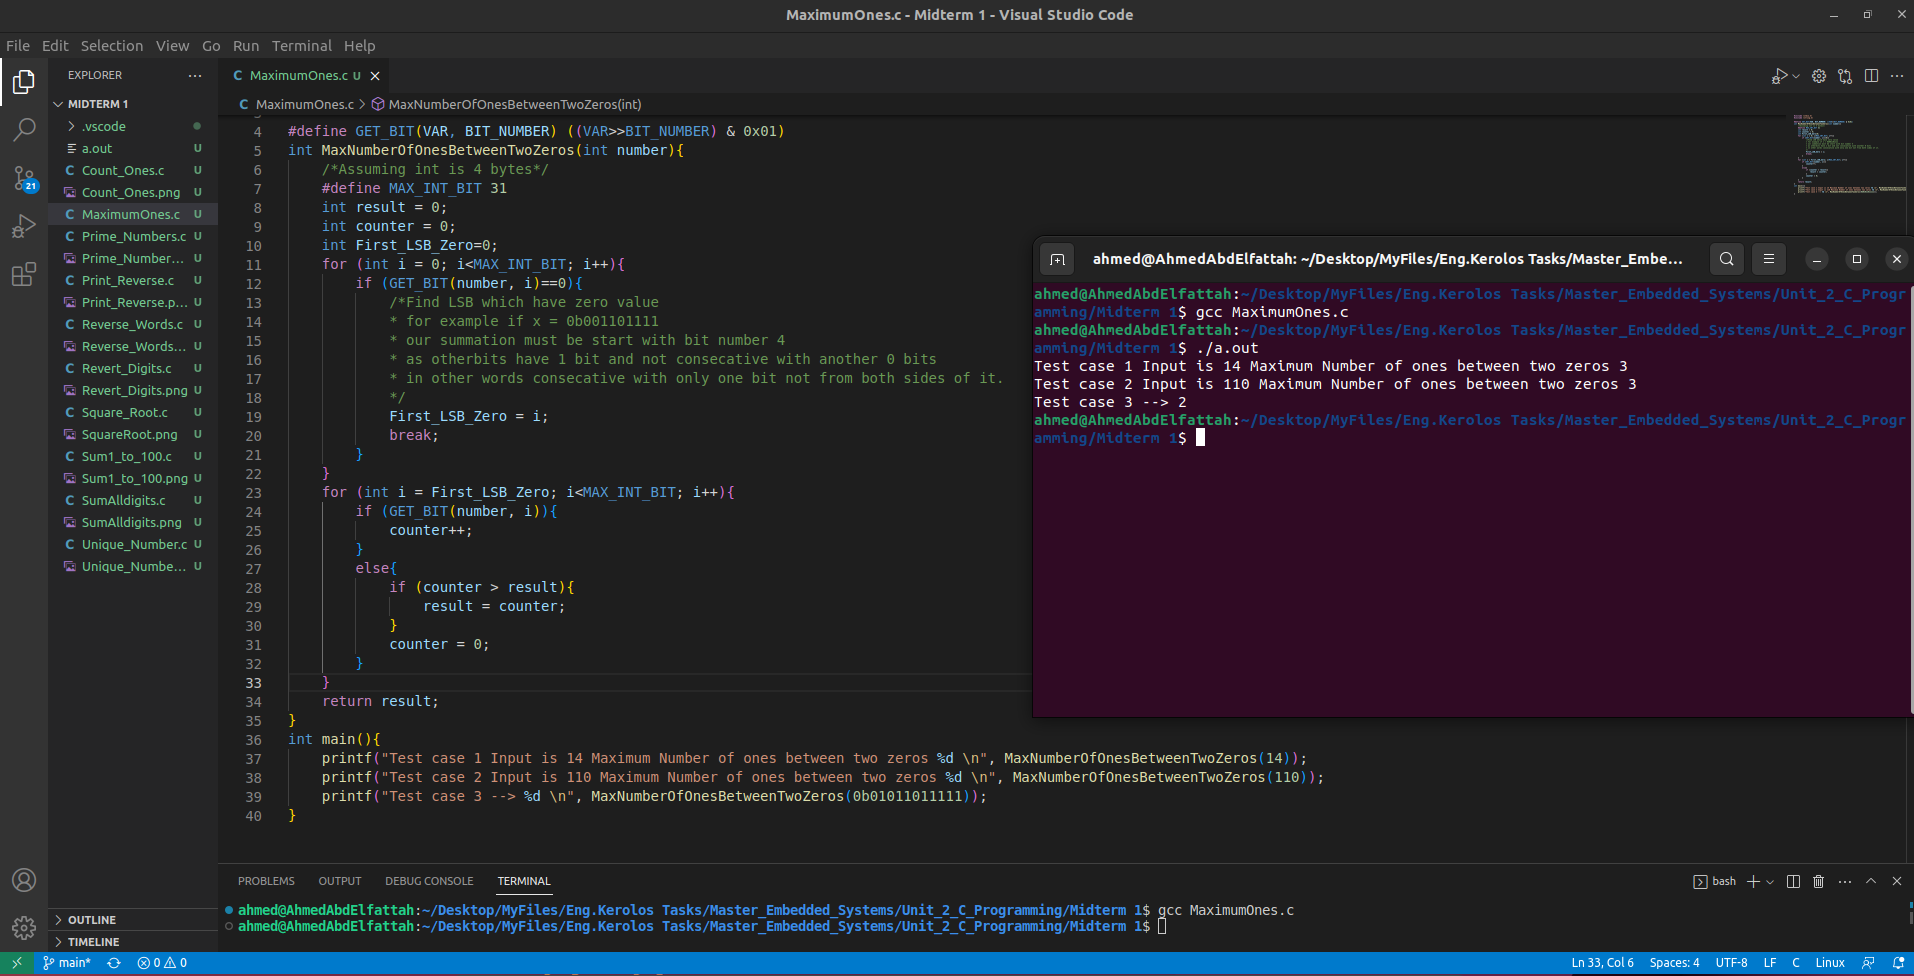 MaximumOnes.c - Midterm 1 - Visual Studio Code
File Edit Selection View Go Run Terminal Help
EXPLORER
MIDTERM 1
.vscode
a.out U
Count_Ones.c U
Count_Ones.png U
MaximumOnes.c U
Prime_Numbers.c U
Prime_Number... U
Print_Reverse.c U
Print_Reverse.p... U
Reverse_Words.c U
Reverse_Words... U
Revert_Digits.c U
Revert_Digits.png U
Square_Root.c U
SquareRoot.png U
Sum1_to_100.c U
Sum1_to_100.png U
SumAlldigits.c U
SumAlldigits.png U
Unique_Number.c U
Unique_Numbe... U
OUTLINE
TIMELINE
21
C MaximumOnes.c U
C MaximumOnes.c > MaxNumberOfOnesBetweenTwoZeros(int)
4 #define GET_BIT(VAR, BIT_NUMBER) ((VAR>>BIT_NUMBER) & 0x01)
5 int MaxNumberOfOnesBetweenTwoZeros(int number){
6 /*Assuming int is 4 bytes*/
7 #define MAX_INT_BIT 31
8 int result = 0;
9 int counter = 0;
10 int First_LSB_Zero=0;
11 for (int i = 0; i<MAX_INT_BIT; i++){
12 if (GET_BIT(number, i)==0){
13 /*Find LSB which have zero value
14 * for example if x = 0b001101111
15 * our summation must be start with bit number 4
16 * as otherbits have 1 bit and not consecative with another 0 bits
17 * in other words consecative with only one bit not from both sides of it.
18 */
19 First_LSB_Zero = i;
20 break;
21 }
22 }
23 for (int i = First_LSB_Zero; i<MAX_INT_BIT; i++){
24 if (GET_BIT(number, i)){
25 counter++;
26 }
27 else{
28 if (counter > result){
29 result = counter;
30 }
31 counter = 0;
32 }
33 }
34 return result;
35 }
36 int main(){
37 printf("Test case 1 Input is 14 Maximum Number of ones between two zeros %d \n", MaxNumberOfOnesBetweenTwoZeros(14));
38 printf("Test case 2 Input is 110 Maximum Number of ones between two zeros %d \n", MaxNumberOfOnesBetweenTwoZeros(110));
39 printf("Test case 3 --> %d \n", MaxNumberOfOnesBetweenTwoZeros(0b01011011111));
40 }
ahmed@AhmedAbdElfattah: ~/Desktop/MyFiles/Eng.Kerolos Tasks/Master_Embe...
ahmed@AhmedAbdElfattah:~/Desktop/MyFiles/Eng.Kerolos Tasks/Master_Embedded_Systems/Unit_2_C_Progr
amming/Midterm 1$ gcc MaximumOnes.c
ahmed@AhmedAbdElfattah:~/Desktop/MyFiles/Eng.Kerolos Tasks/Master_Embedded_Systems/Unit_2_C_Progr
amming/Midterm 1$ ./a.out
Test case 1 Input is 14 Maximum Number of ones between two zeros 3
Test case 2 Input is 110 Maximum Number of ones between two zeros 3
Test case 3 --> 2
ahmed@AhmedAbdElfattah:~/Desktop/MyFiles/Eng.Kerolos Tasks/Master_Embedded_Systems/Unit_2_C_Progr
amming/Midterm 1$
PROBLEMS OUTPUT DEBUG CONSOLE TERMINAL
bash
ahmed@AhmedAbdElfattah:~/Desktop/MyFiles/Eng.Kerolos Tasks/Master_Embedded_Systems/Unit_2_C_Programming/Midterm 1$ gcc MaximumOnes.c
ahmed@AhmedAbdElfattah:~/Desktop/MyFiles/Eng.Kerolos Tasks/Master_Embedded_Systems/Unit_2_C_Programming/Midterm 1$
main* 0 0 Ln 33, Col 6 Spaces: 4 UTF-8 LF C Linux